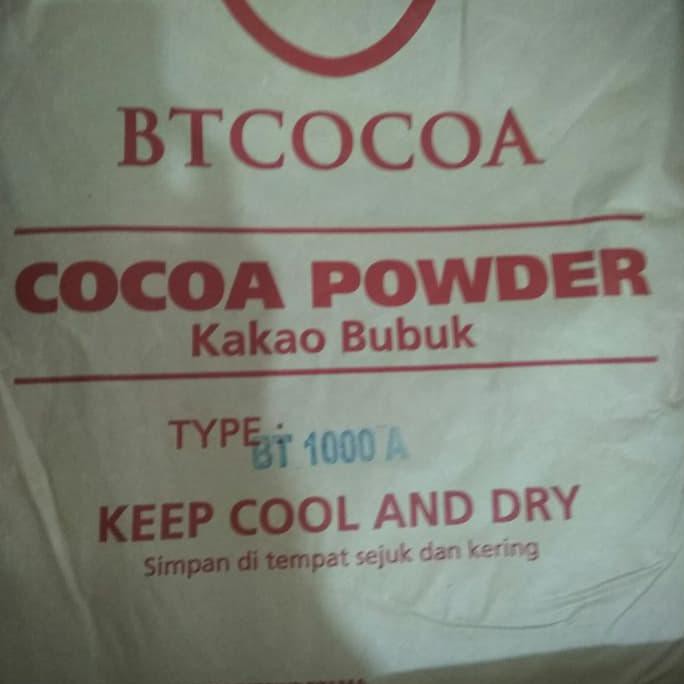 BTCOCOA
COCOA POWDER
Kakao Bubuk
TYPE : BT 1000 A
KEEP COOL AND DRY
Simpan di tempat sejuk dan kering